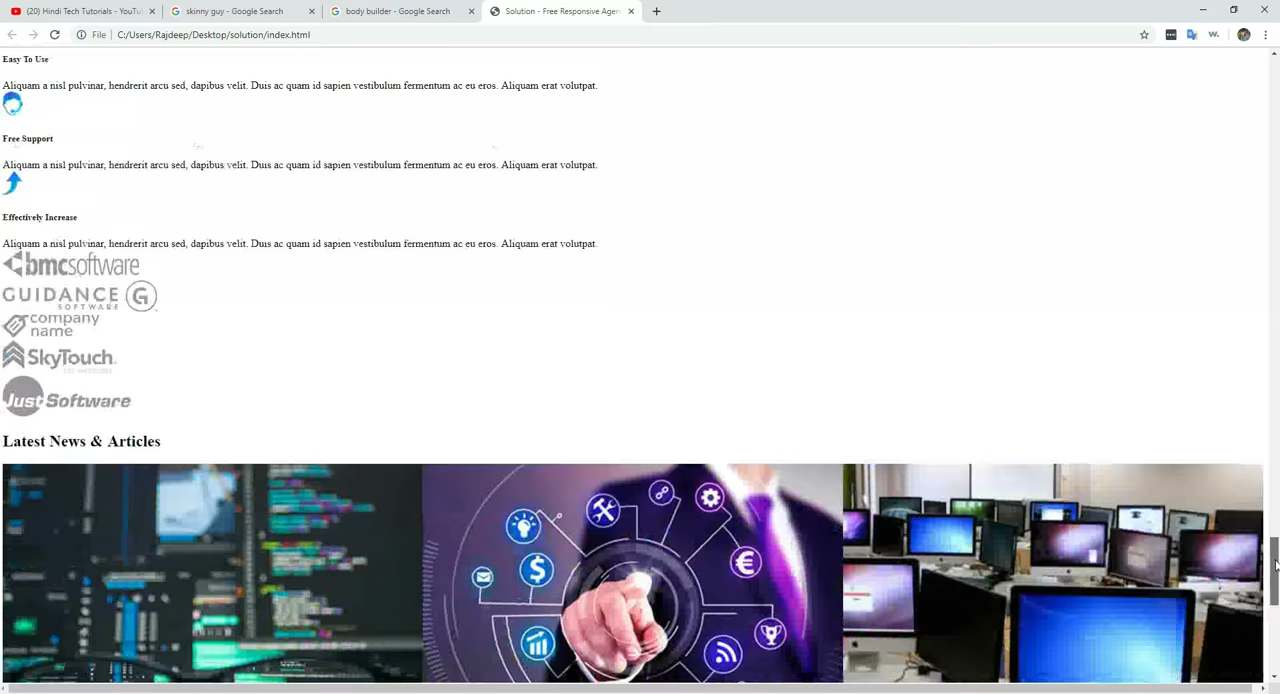 (20) Hindi Tech Tutorials - YouTu
skinny guy - Google Search
body builder - Google Search
Solution - Free Responsive Agen
File
C:/Users/Rajdeep/Desktop/solution/index.html
Easy To Use
Aliquam a nisl pulvinar, hendrerit arcu sed, dapibus velit. Duis ac quam id sapien vestibulum fermentum ac eu eros. Aliquam erat volutpat.
Free Support
Aliquam a nisl pulvinar, hendrerit arcu sed, dapibus velit. Duis ac quam id sapien vestibulum fermentum ac eu eros. Aliquam erat volutpat.
Effectively Increase
Aliquam a nisl pulvinar, hendrerit arcu sed, dapibus velit. Duis ac quam id sapien vestibulum fermentum ac eu eros. Aliquam erat volutpat.
bmcsoftware
GUIDANCE G
SOFTWARE
company
name
SkyTouch
JustSoftware
Latest News & Articles